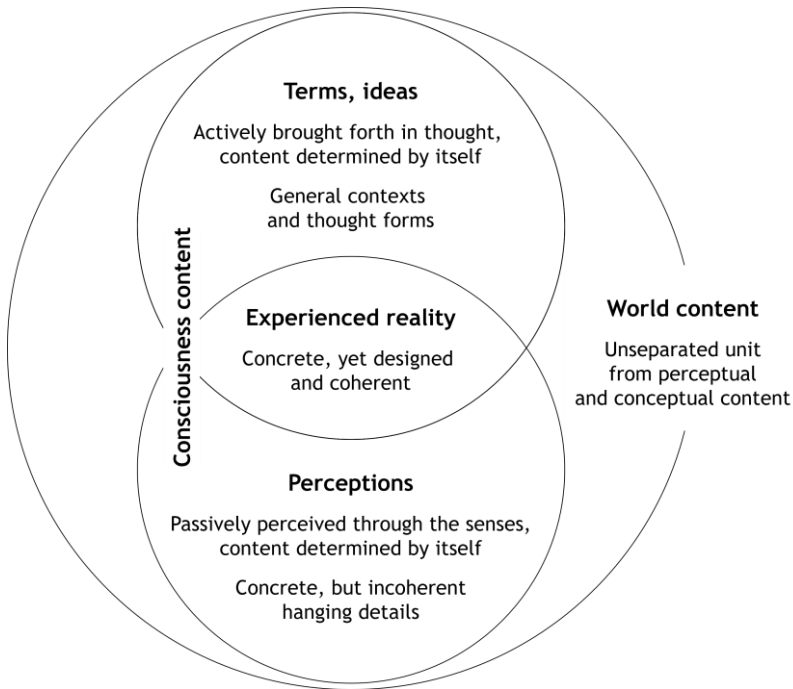 Terms, ideas
Actively brought forth in thought,
content determined by itself
General contexts
and thought forms
Consciousness content
Experienced reality
Concrete, yet designed
and coherent
World content
Unseparated unit
from perceptual
and conceptual content
Perceptions
Passively perceived through the senses,
content determined by itself
Concrete, but incoherent
hanging details